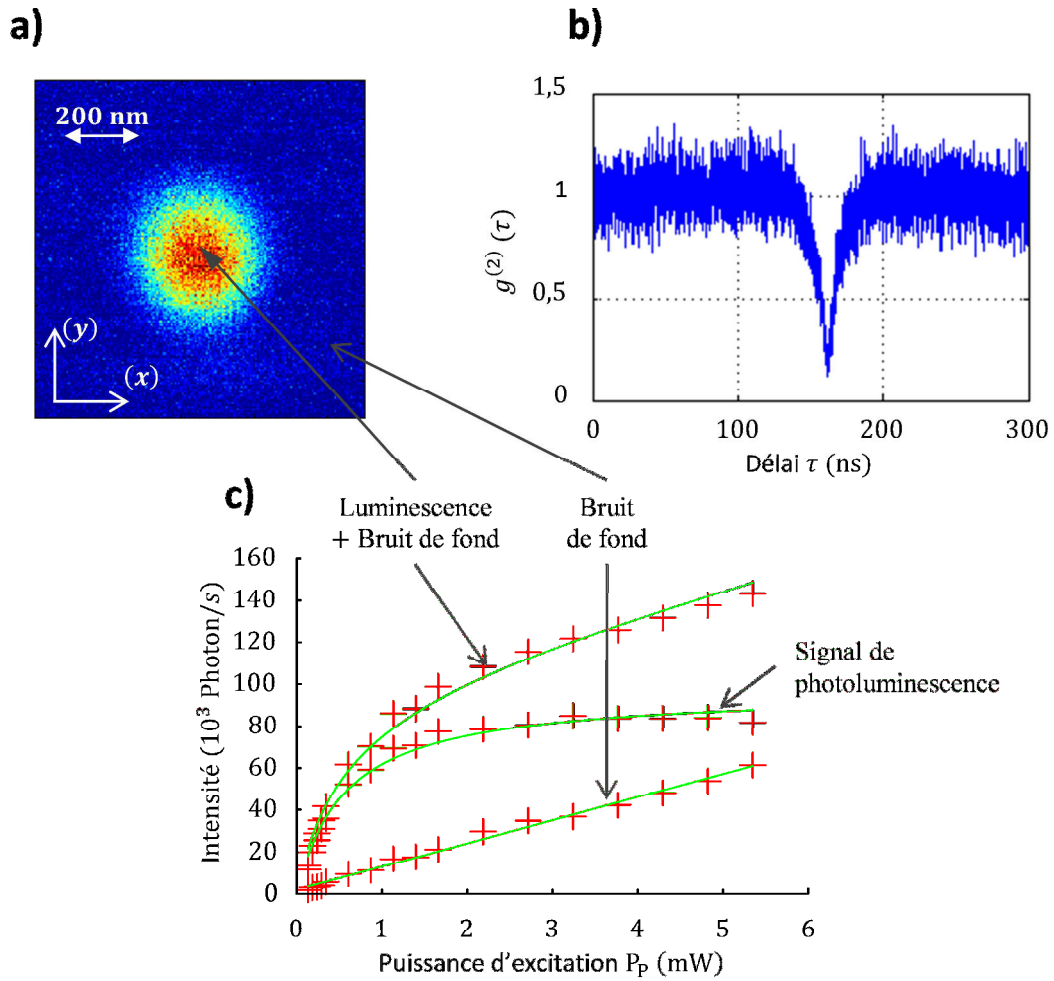 a)
200 nm
(y)
(x)
b)
1,5
1
0,5
0
g⁽²⁾ (τ)
0 100 200 300
Délai τ (ns)
c)
Luminescence
+ Bruit de fond
Bruit
de fond
Signal de
photoluminescence
160
140
120
100
80
60
40
20
0
Intensité (10³ Photon/s)
0 1 2 3 4 5 6
Puissance d'excitation P_P (mW)